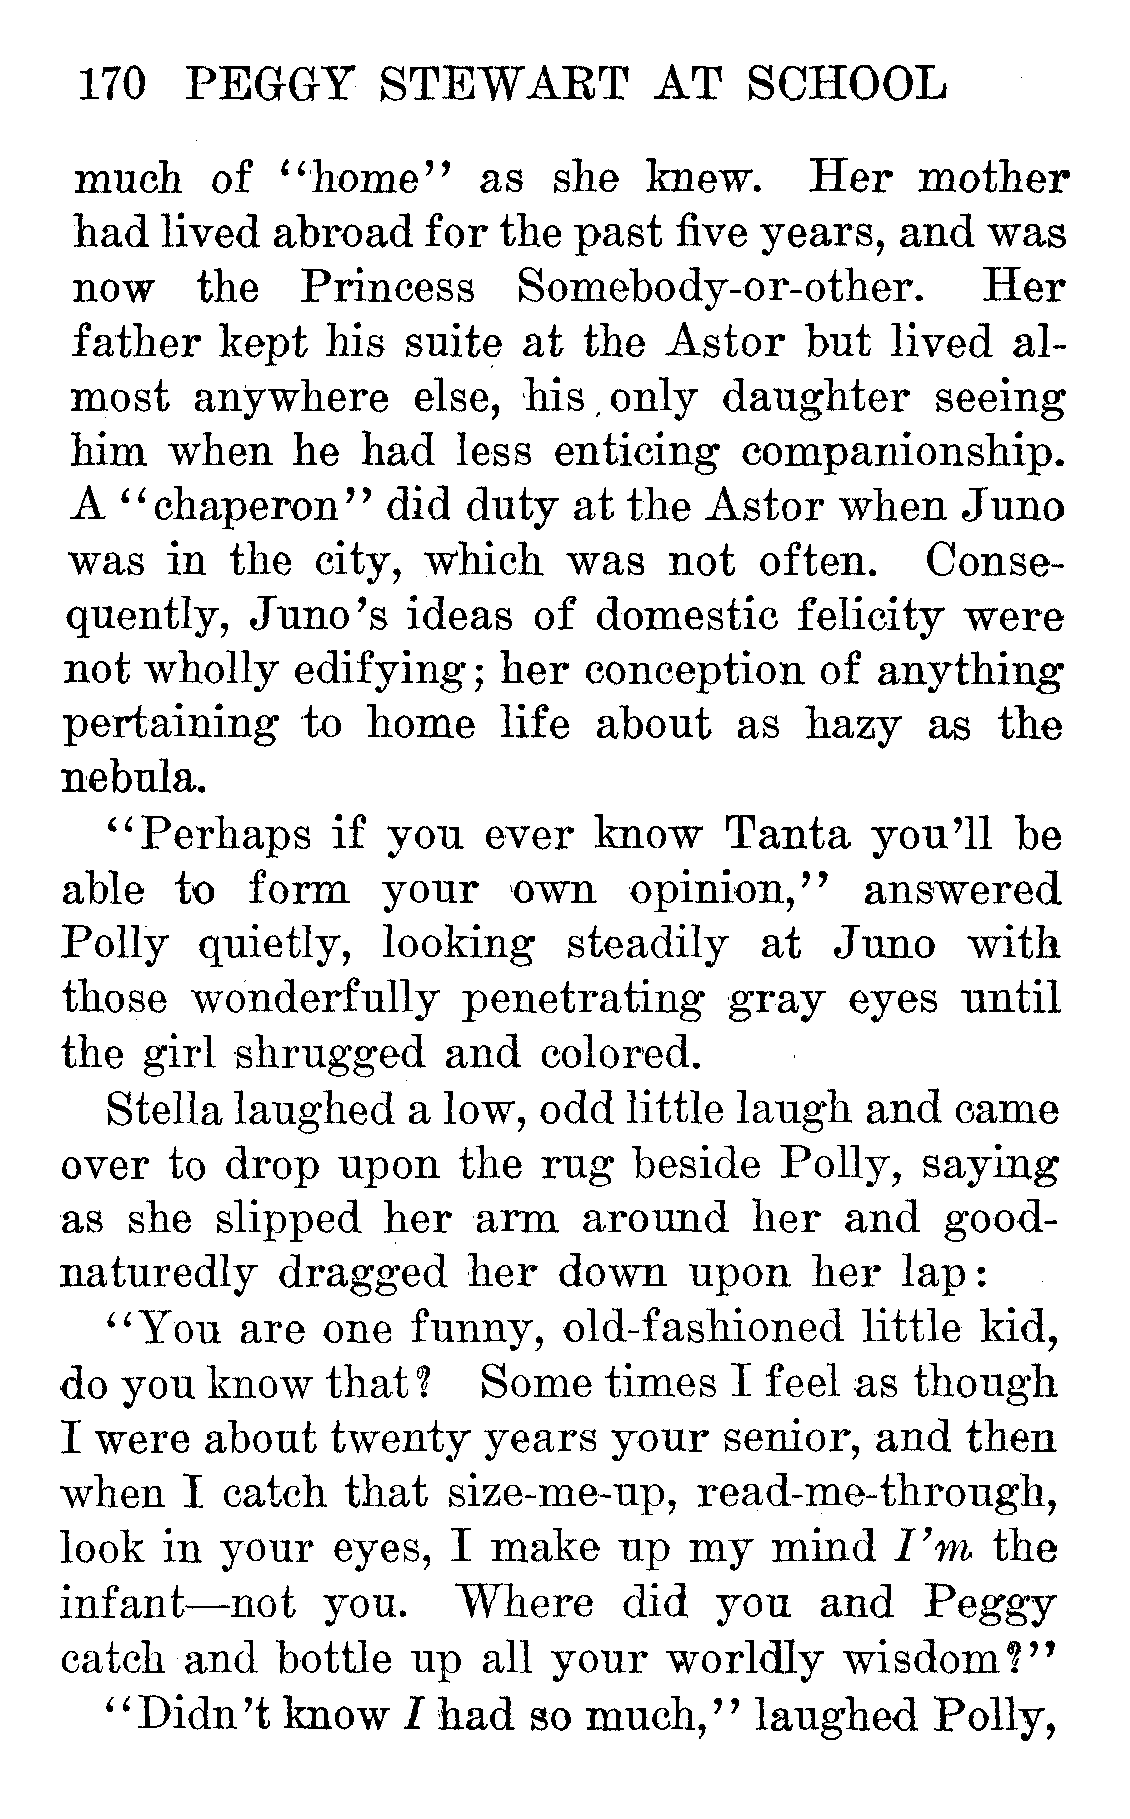 170 PEGGY STEWART AT SCHOOL
much of "home" as she knew. Her mother
had lived abroad for the past five years, and was
now the Princess Somebody-or-other. Her
father kept his suite at the Astor but lived al-
most anywhere else, his only daughter seeing
him when he had less enticing companionship.
A "chaperon" did duty at the Astor when Juno
was in the city, which was not often. Conse-
quently, Juno's ideas of domestic felicity were
not wholly edifying; her conception of anything
pertaining to home life about as hazy as the
nebula.
"Perhaps if you ever know Tanta you'll be
able to form your own opinion," answered
Polly quietly, looking steadily at Juno with
those wonderfully penetrating gray eyes until
the girl shrugged and colored.
Stella laughed a low, odd little laugh and came
over to drop upon the rug beside Polly, saying
as she slipped her arm around her and good-
naturedly dragged her down upon her lap:
"You are one funny, old-fashioned little kid,
do you know that? Some times I feel as though
I were about twenty years your senior, and then
when I catch that size-me-up, read-me-through,
look in your eyes, I make up my mind I'm the
infant—not you. Where did you and Peggy
catch and bottle up all your worldly wisdom?"
"Didn't know I had so much," laughed Polly,